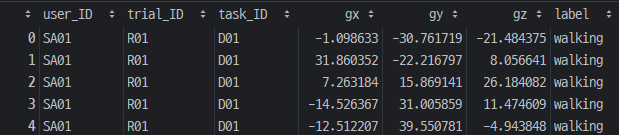 user_ID trial_ID task_ID gx gy gz label
0 SA01 R01 D01 -1.098633 -30.761719 -21.484375 walking
1 SA01 R01 D01 31.860352 -22.216797 8.056641 walking
2 SA01 R01 D01 7.263184 15.869141 26.184082 walking
3 SA01 R01 D01 -14.526367 31.005859 11.474609 walking
4 SA01 R01 D01 -12.512207 39.550781 -4.943848 walking